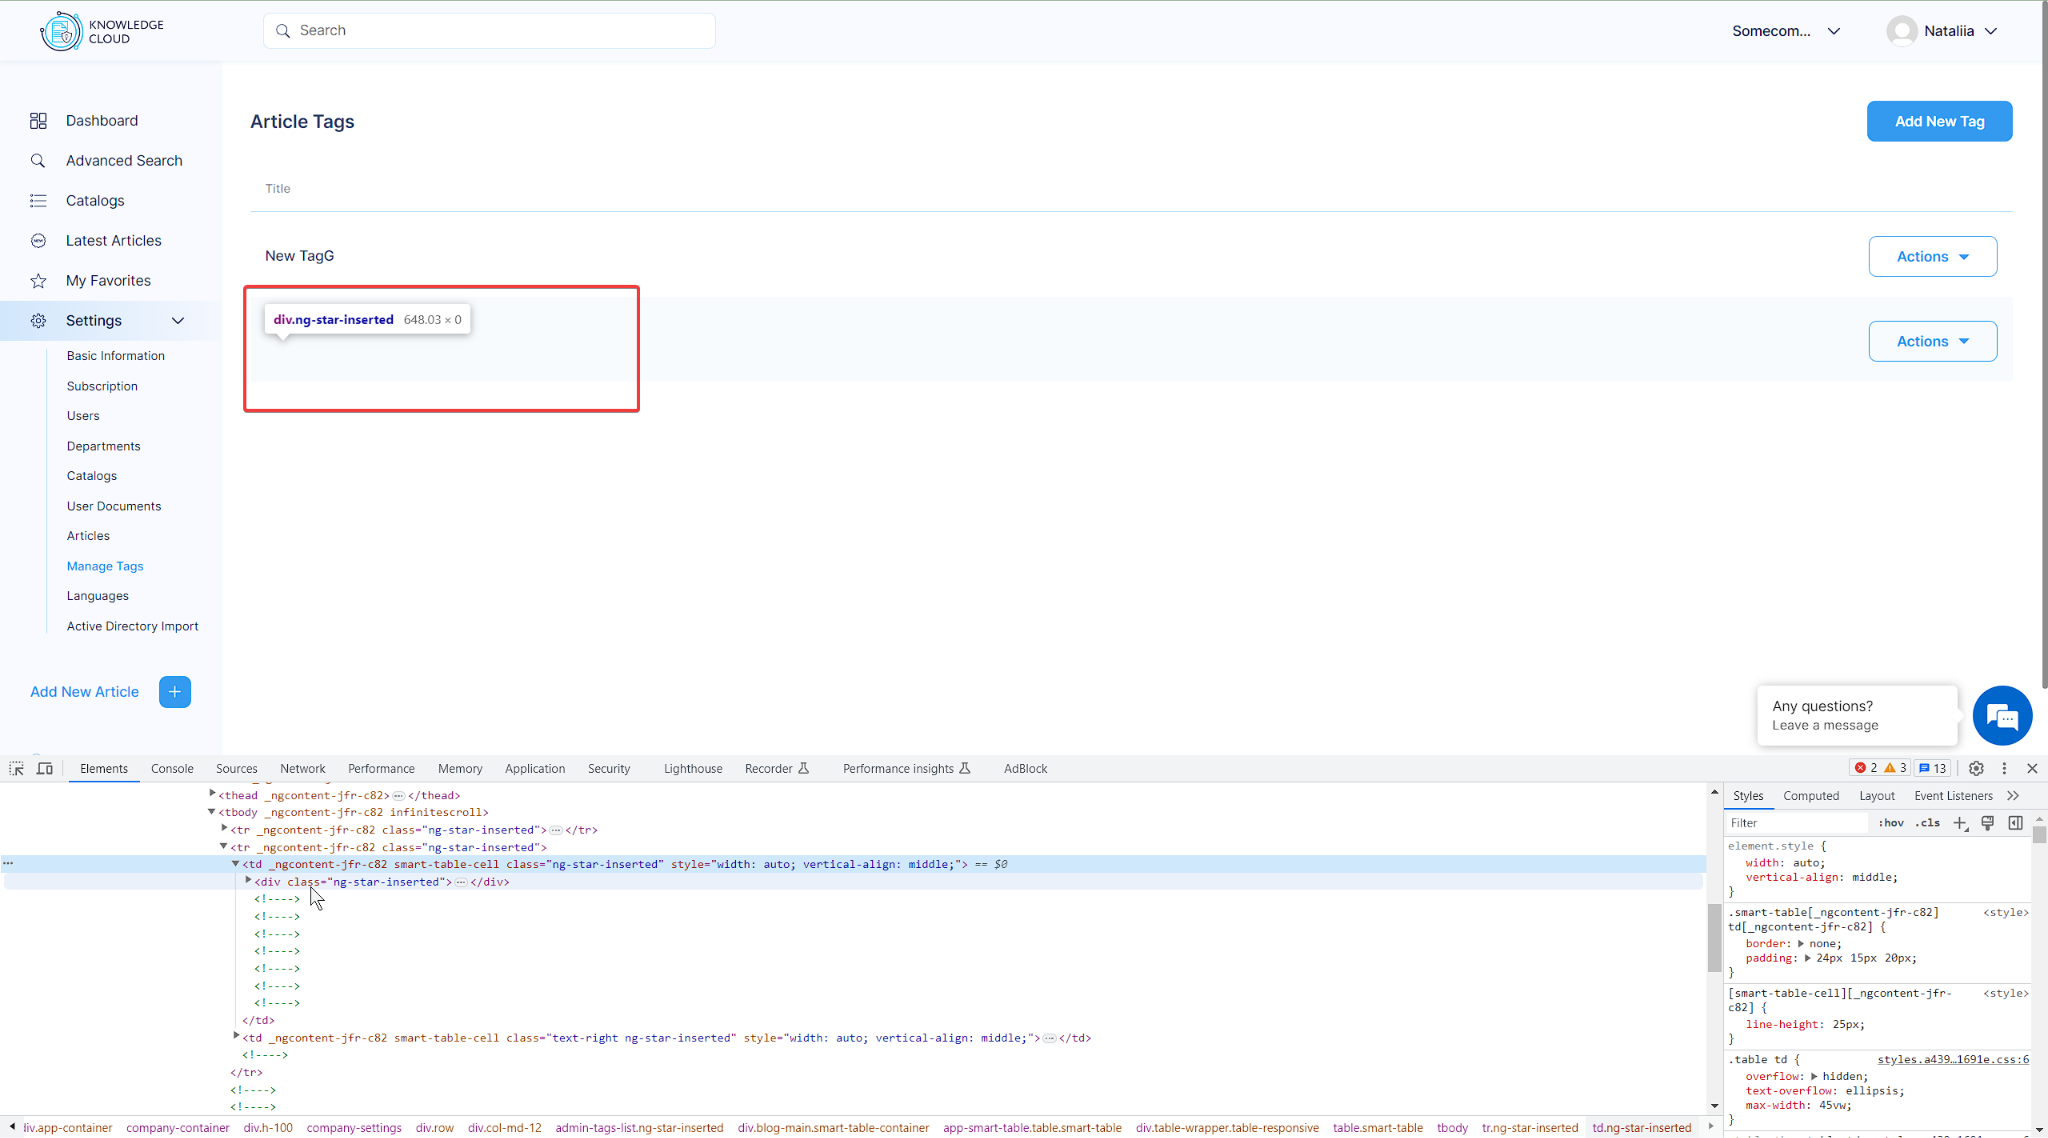 KNOWLEDGE
CLOUD
Search
Somecom...
Nataliia
Dashboard
Advanced Search
Catalogs
Latest Articles
My Favorites
Settings
Basic Information
Subscription
Users
Departments
Catalogs
User Documents
Articles
Manage Tags
Languages
Active Directory Import
Add New Article
+
Article Tags
Add New Tag
Title
New TagG
Actions
div.ng-star-inserted 648.03 × 0
Actions
Any questions?
Leave a message
Elements Console Sources Network Performance Memory Application Security Lighthouse Recorder Performance insights AdBlock
2 3 13
<thead _ngcontent-jfr-c82>…</thead>
<tbody _ngcontent-jfr-c82 infinitescroll>
<tr _ngcontent-jfr-c82 class="ng-star-inserted">…</tr>
<tr _ngcontent-jfr-c82 class="ng-star-inserted">
… <td _ngcontent-jfr-c82 smart-table-cell class="ng-star-inserted" style="width: auto; vertical-align: middle;"> == $0
<div class="ng-star-inserted">…</div>
<!---->
<!---->
<!---->
<!---->
<!---->
<!---->
<!---->
</td>
<td _ngcontent-jfr-c82 smart-table-cell class="text-right ng-star-inserted" style="width: auto; vertical-align: middle;">…</td>
<!---->
</tr>
<!---->
<!---->
div.app-container company-container div.h-100 company-settings div.row div.col-md-12 admin-tags-list.ng-star-inserted div.blog-main.smart-table-container app-smart-table.table.smart-table div.table-wrapper.table-responsive table.smart-table tbody tr.ng-star-inserted td.ng-star-inserted
Styles Computed Layout Event Listeners
Filter :hov .cls
element.style {
width: auto;
vertical-align: middle;
}
.smart-table[_ngcontent-jfr-c82] <style>
td[_ngcontent-jfr-c82] {
border: none;
padding: 24px 15px 20px;
}
[smart-table-cell][_ngcontent-jfr- <style>
c82] {
line-height: 25px;
}
.table td { styles.a439…1691e.css:6
overflow: hidden;
text-overflow: ellipsis;
max-width: 45vw;
}